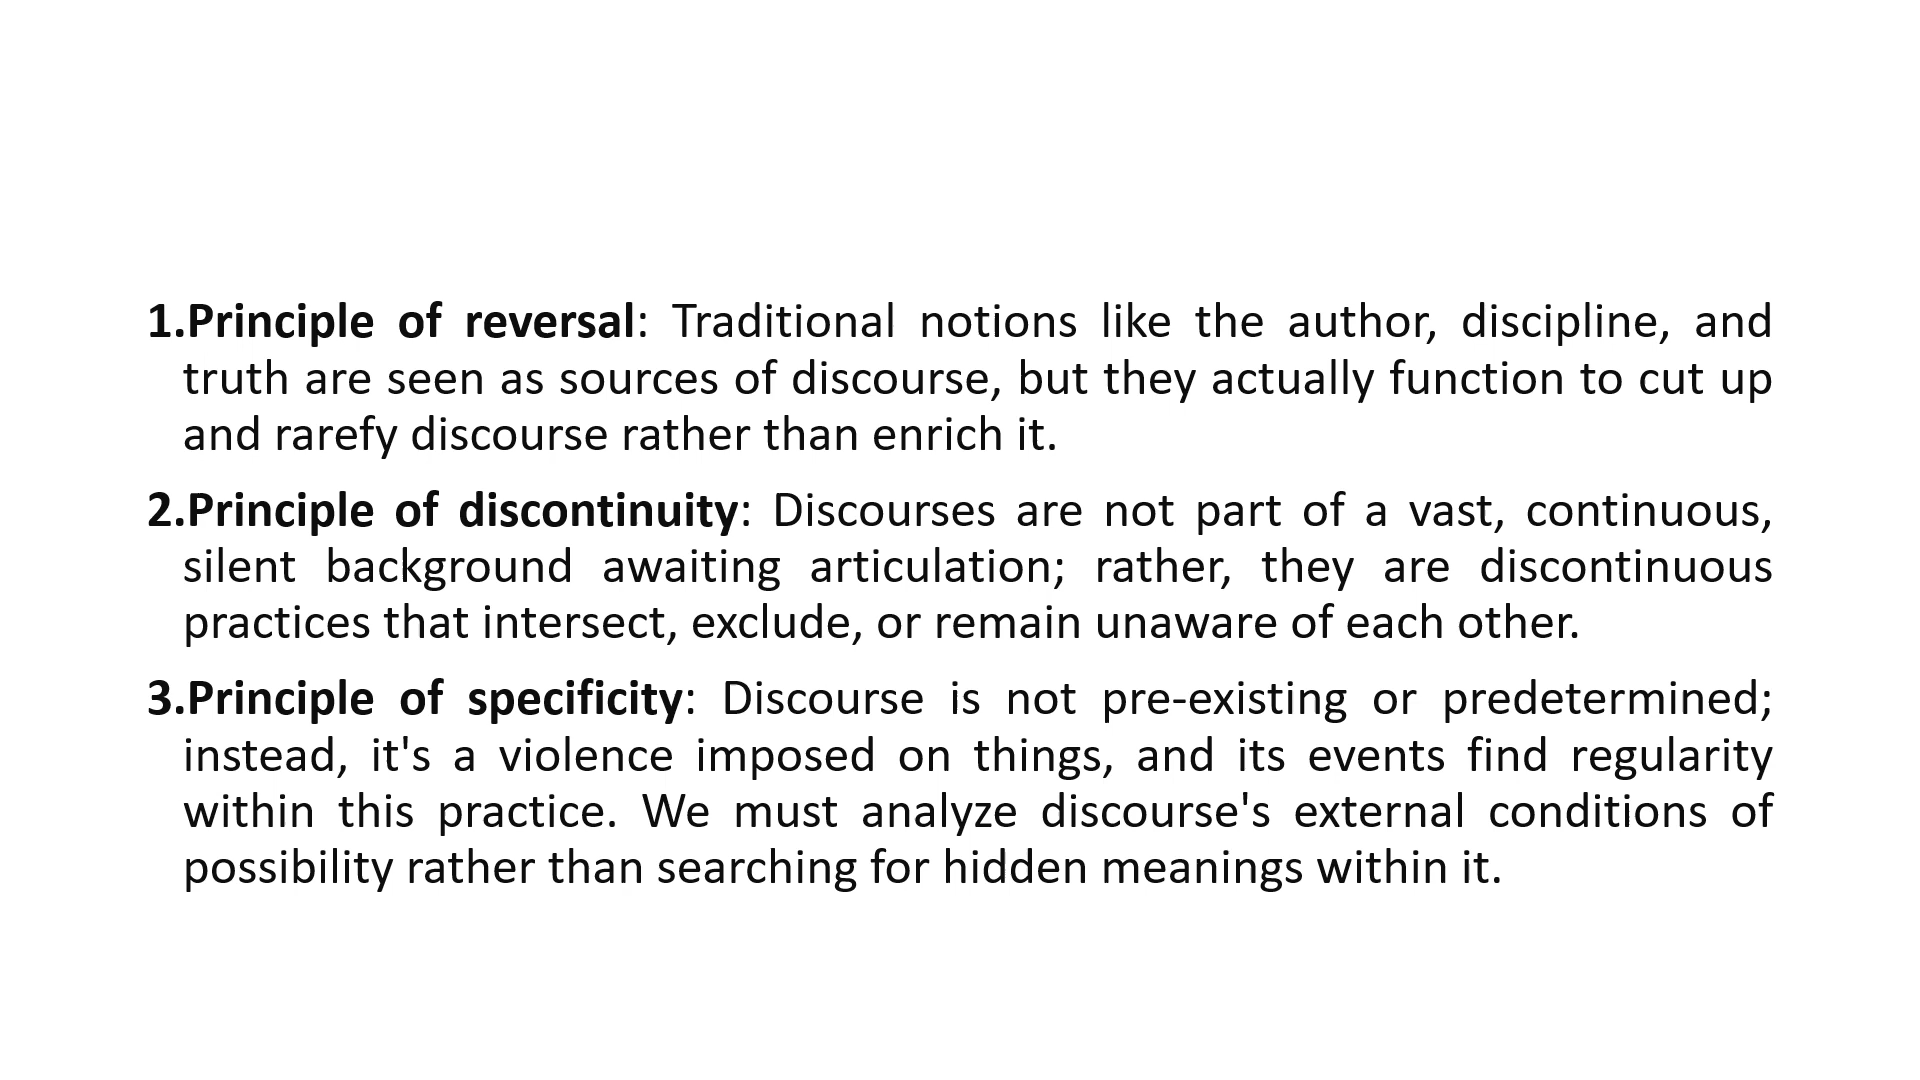 1.Principle of reversal: Traditional notions like the author, discipline, and
truth are seen as sources of discourse, but they actually function to cut up
and rarefy discourse rather than enrich it.
2.Principle of discontinuity: Discourses are not part of a vast, continuous,
silent background awaiting articulation; rather, they are discontinuous
practices that intersect, exclude, or remain unaware of each other.
3.Principle of specificity: Discourse is not pre-existing or predetermined;
instead, it's a violence imposed on things, and its events find regularity
within this practice. We must analyze discourse's external conditions of
possibility rather than searching for hidden meanings within it.